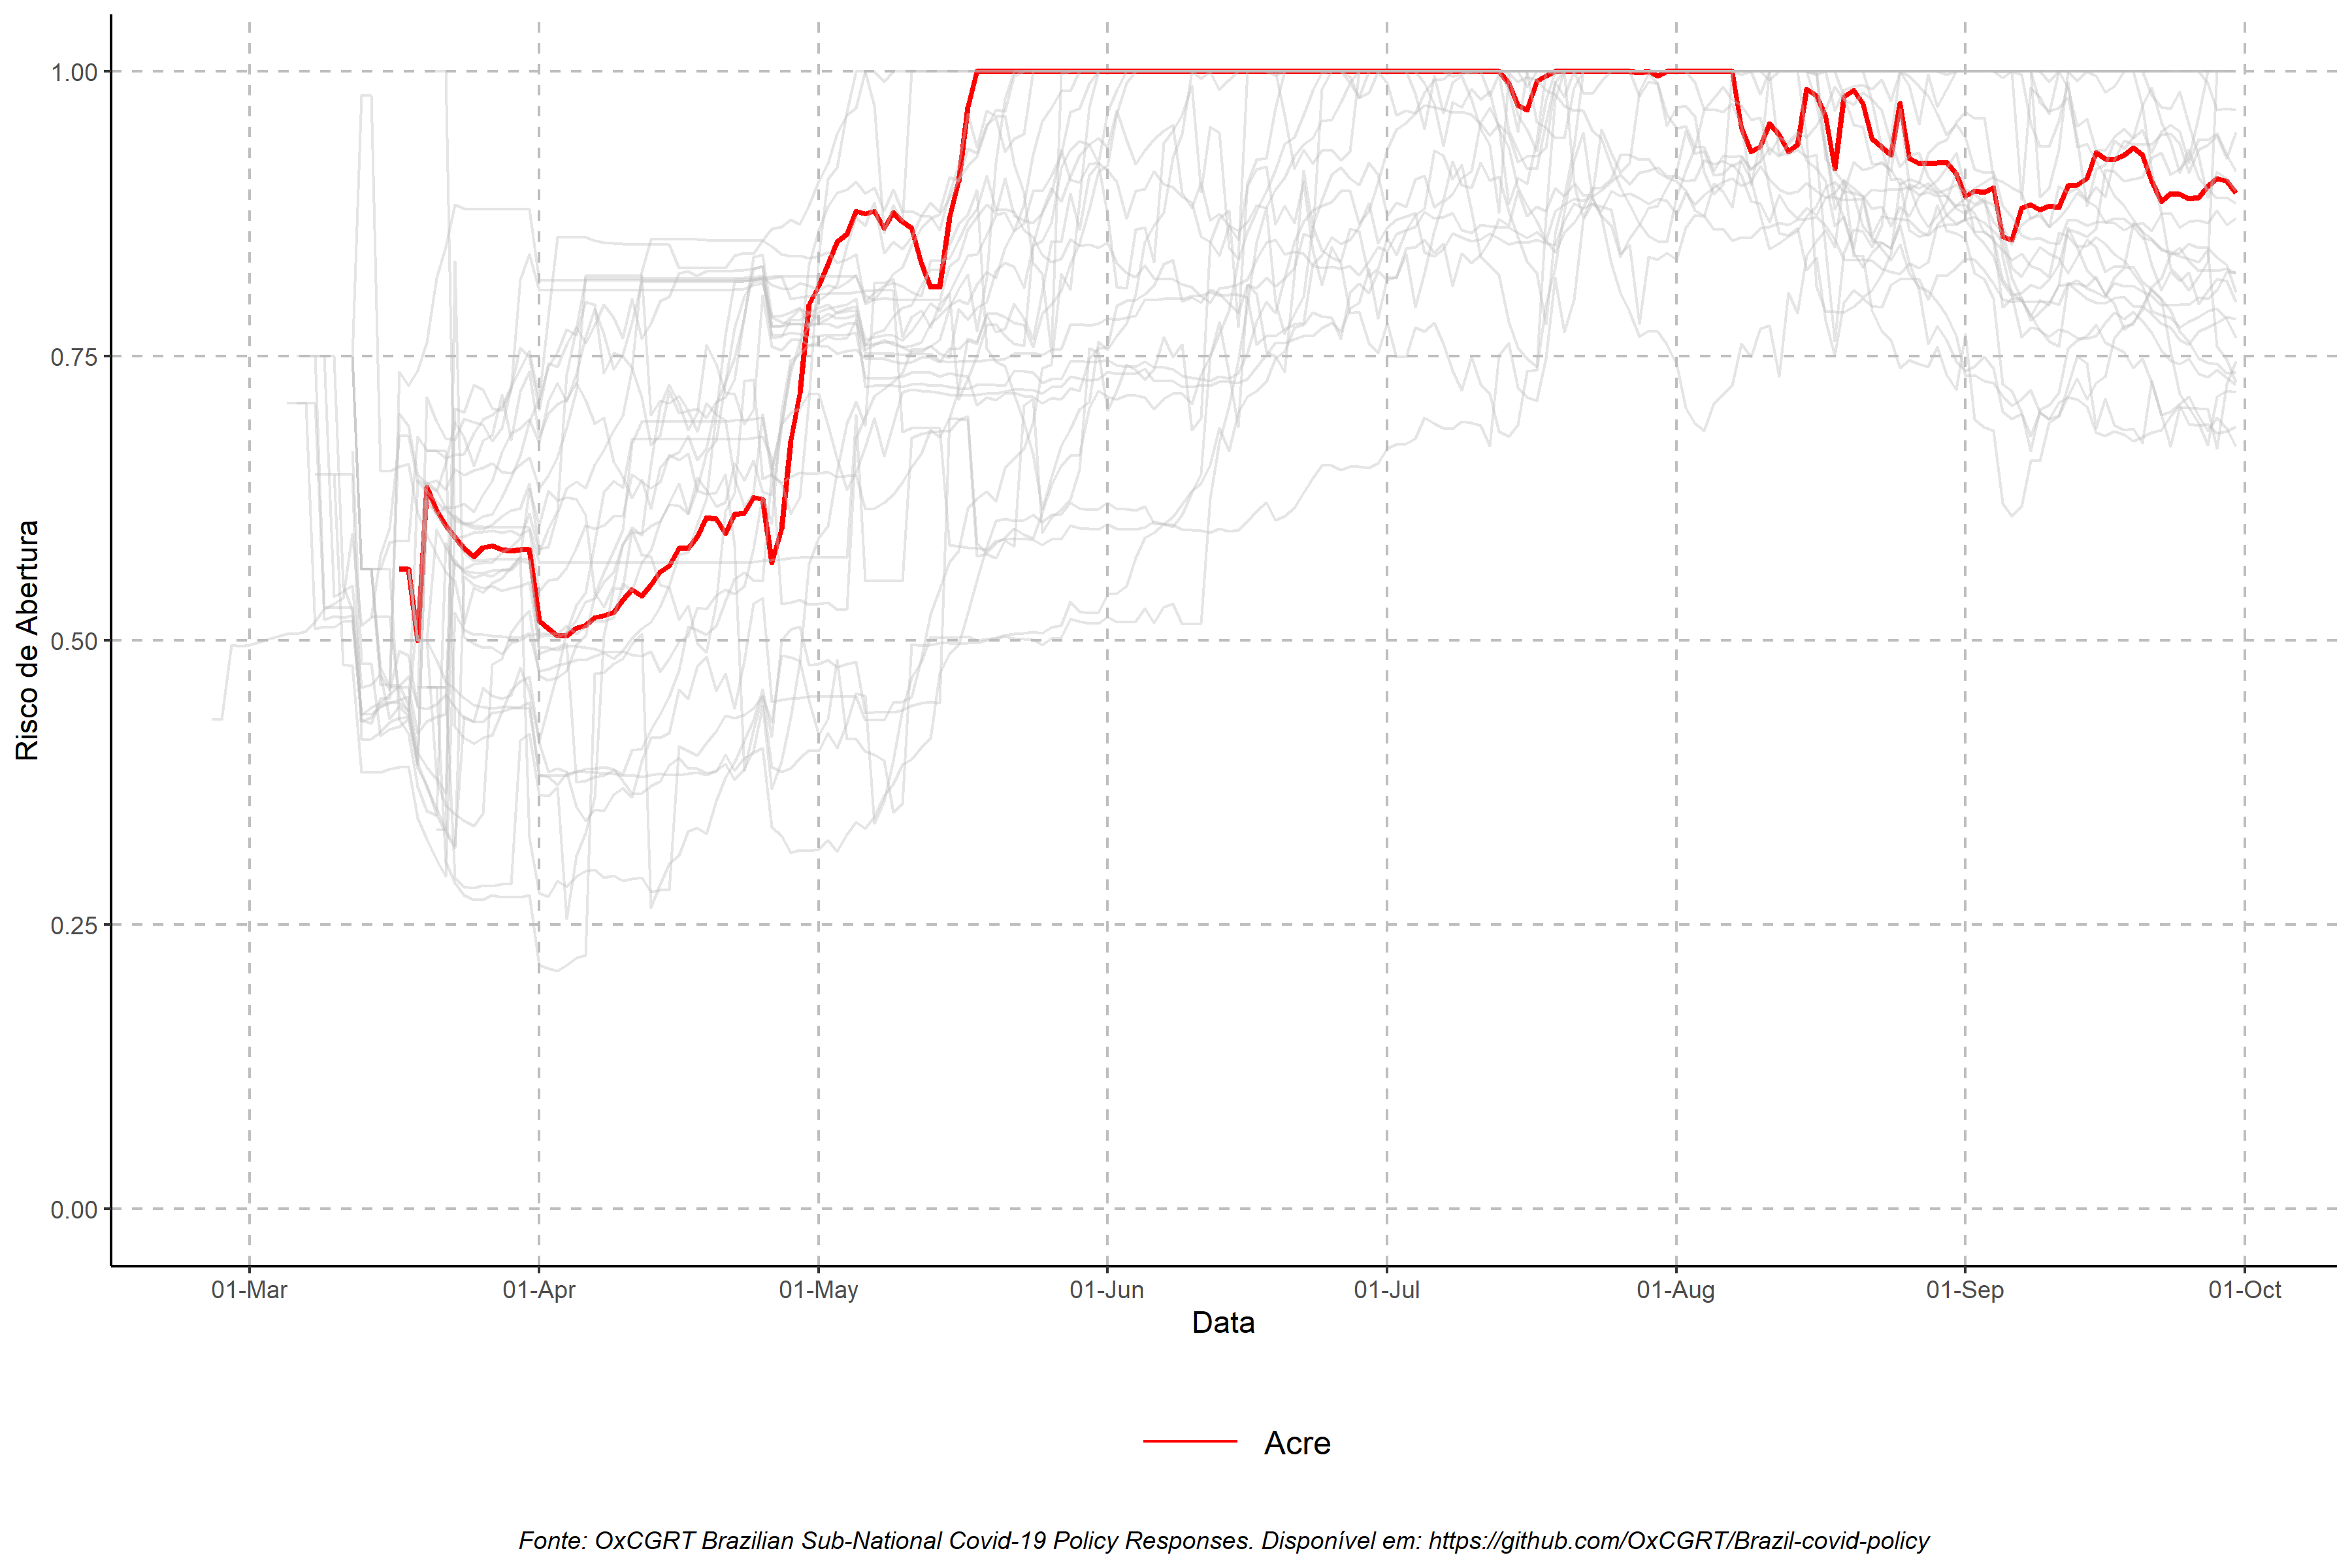 1.00
0.75
0.50
0.25
0.00
Risco de Abertura
01-Mar 01-Apr 01-May 01-Jun 01-Jul 01-Aug 01-Sep 01-Oct
Data
Acre
Fonte: OxCGRT Brazilian Sub-National Covid-19 Policy Responses. Disponível em: https://github.com/OxCGRT/Brazil-covid-policy